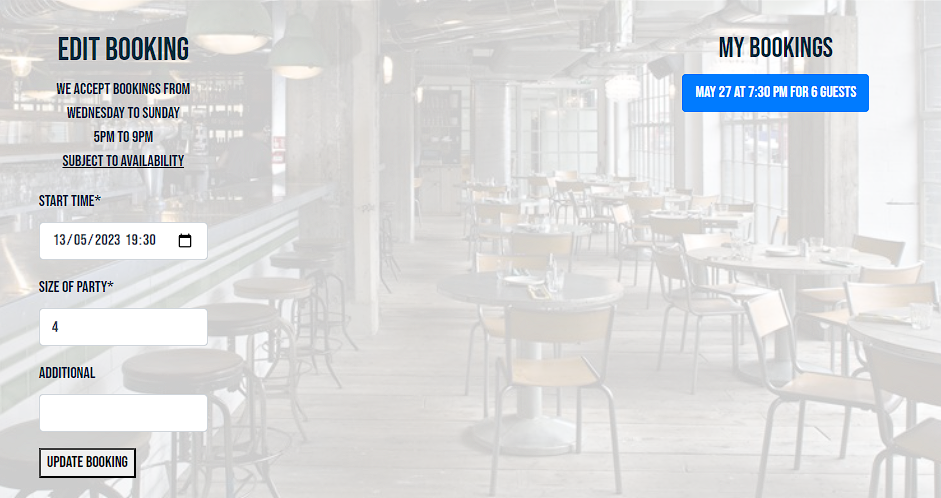 EDIT BOOKING
WE ACCEPT BOOKINGS FROM
WEDNESDAY TO SUNDAY
5PM TO 9PM
SUBJECT TO AVAILABILITY
START TIME*
13/05/2023 19:30
SIZE OF PARTY*
4
ADDITIONAL
UPDATE BOOKING
MY BOOKINGS
MAY 27 AT 7:30 PM FOR 6 GUESTS